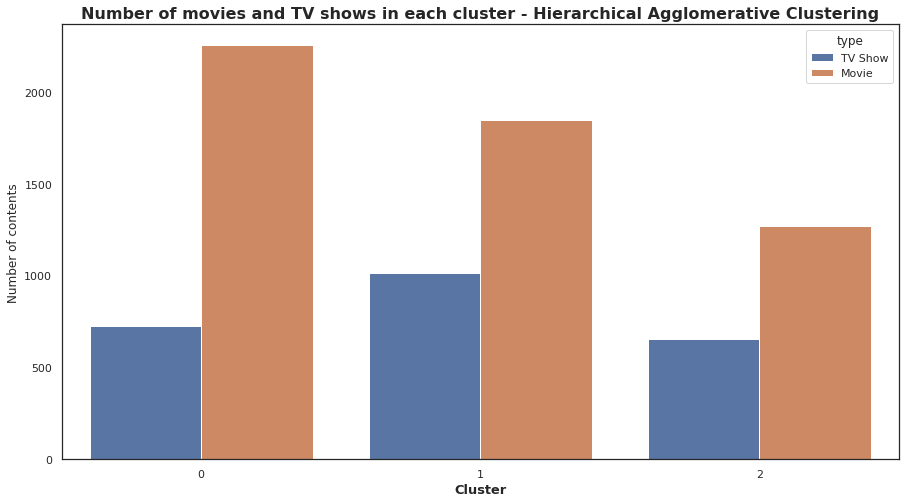 Number of movies and TV shows in each cluster - Hierarchical Agglomerative Clustering
type
TV Show
Movie
Number of contents
2000
1500
1000
500
0
0 1 2
Cluster